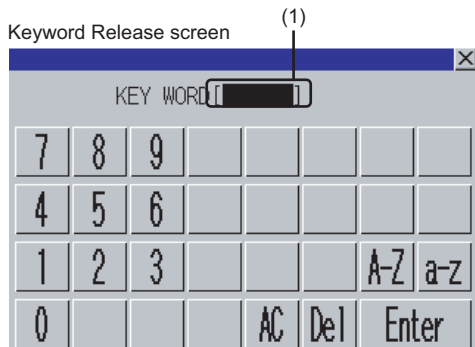 (1)
Keyword Release screen
×
KEY WORD[ ]
7 8 9
4 5 6
1 2 3 A-Z a-z
0 AC Del Enter